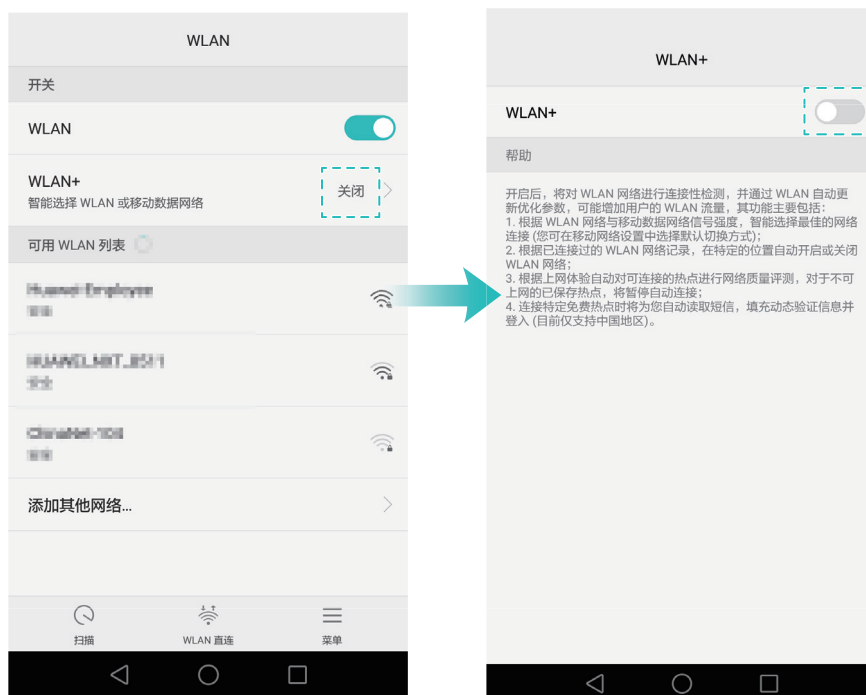 WLAN
开关
WLAN
WLAN+
智能选择 WLAN 或移动数据网络
关闭
可用 WLAN 列表
添加其他网络...
扫描
WLAN 直连
菜单
WLAN+
WLAN+
帮助
开启后，将对 WLAN 网络进行连接性检测，并通过 WLAN 自动更
新优化参数，可能增加用户的 WLAN 流量，其功能主要包括：
1. 根据 WLAN 网络与移动数据网络信号强度，智能选择最佳的网络
连接 (您可在移动网络设置中选择默认切换方式)；
2. 根据已连接过的 WLAN 网络记录，在特定的位置自动开启或关闭
WLAN 网络；
3. 根据上网体验自动对可连接的热点进行网络质量评测，对于不可
上网的已保存热点，将暂停自动连接；
4. 连接特定免费热点时将为您自动读取短信，填充动态验证信息并
登入 (目前仅支持中国地区)。